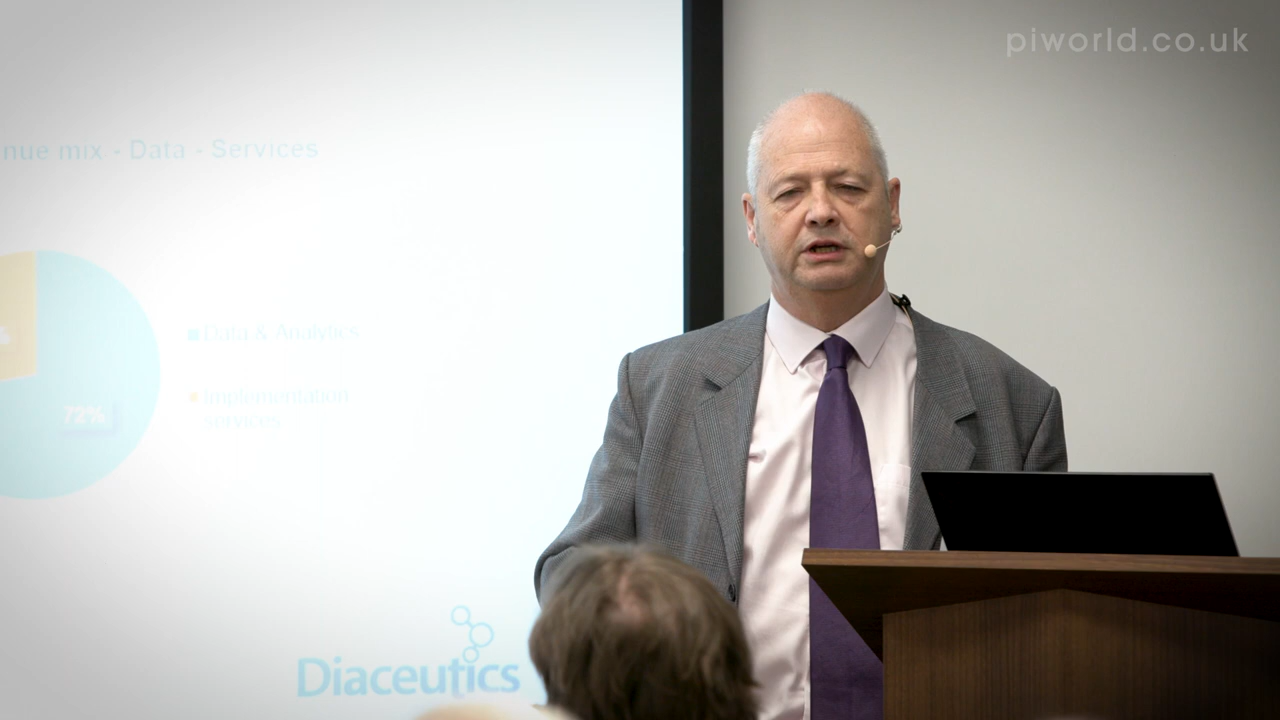 piworld.co.uk
nue mix - Data - Services
Data & Analytics
Implementation
services
72%
Diaceutics